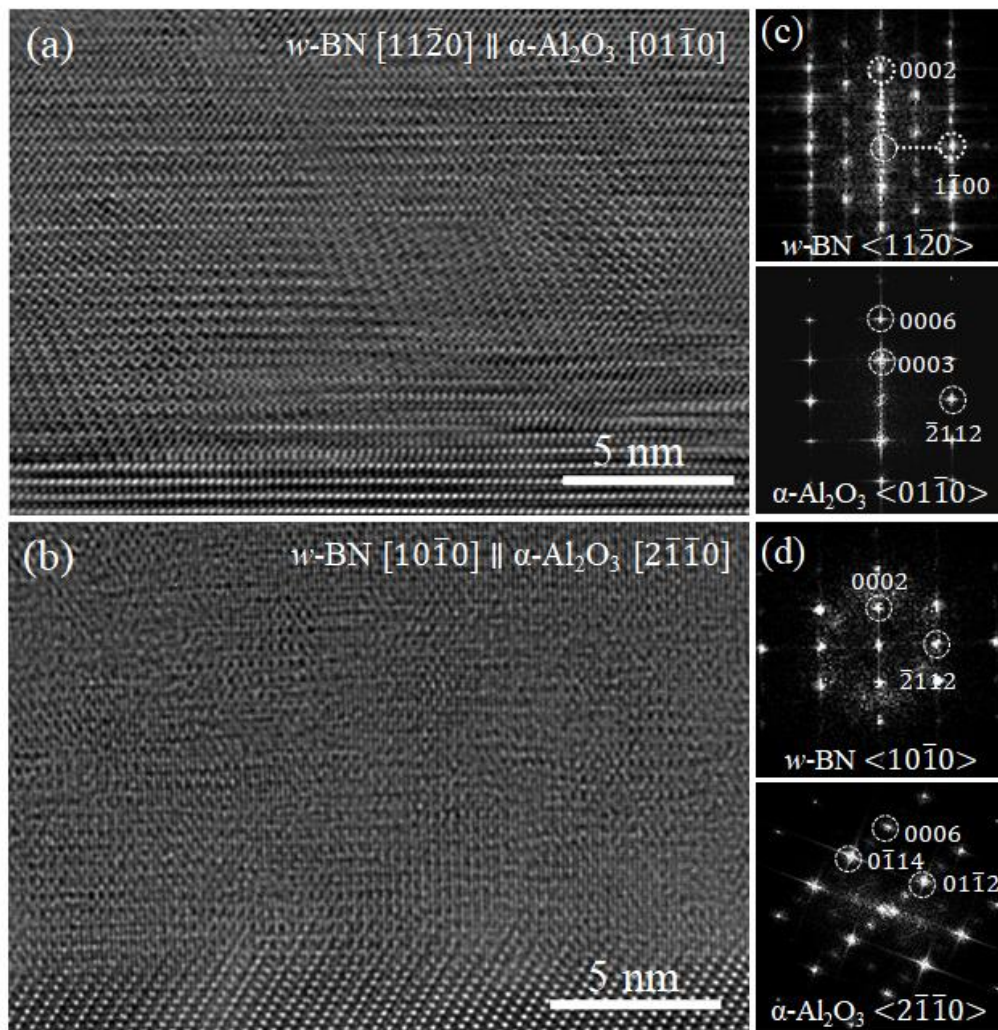 (a)
w-BN [112̅0] ∥ α-Al₂O₃ [011̅0]
5 nm
(b)
w-BN [101̅0] ∥ α-Al₂O₃ [21̅1̅0]
5 nm
(c)
0002
11̅00
w-BN <112̅0>
0006
0003
2̅112
α-Al₂O₃ <011̅0>
(d)
0002
2̅112
w-BN <101̅0>
0006
01̅14
011̅2
α-Al₂O₃ <21̅1̅0>